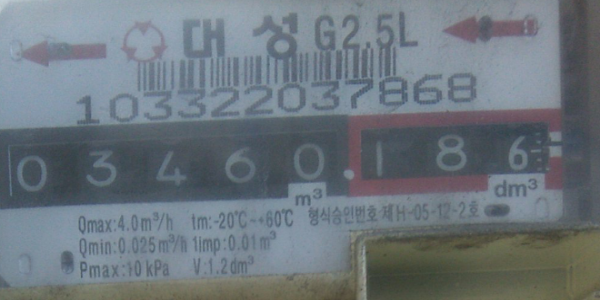 대 성 G2.5L
103322037868
03460.186
m³ dm³
Qmax:4.0m³/h tm:-20℃-+60℃ 형식승인번호 제H-05-12-2호
Qmin:0.025m³/h 1imp:0.01m³
Pmax:10kPa V:1.2dm³